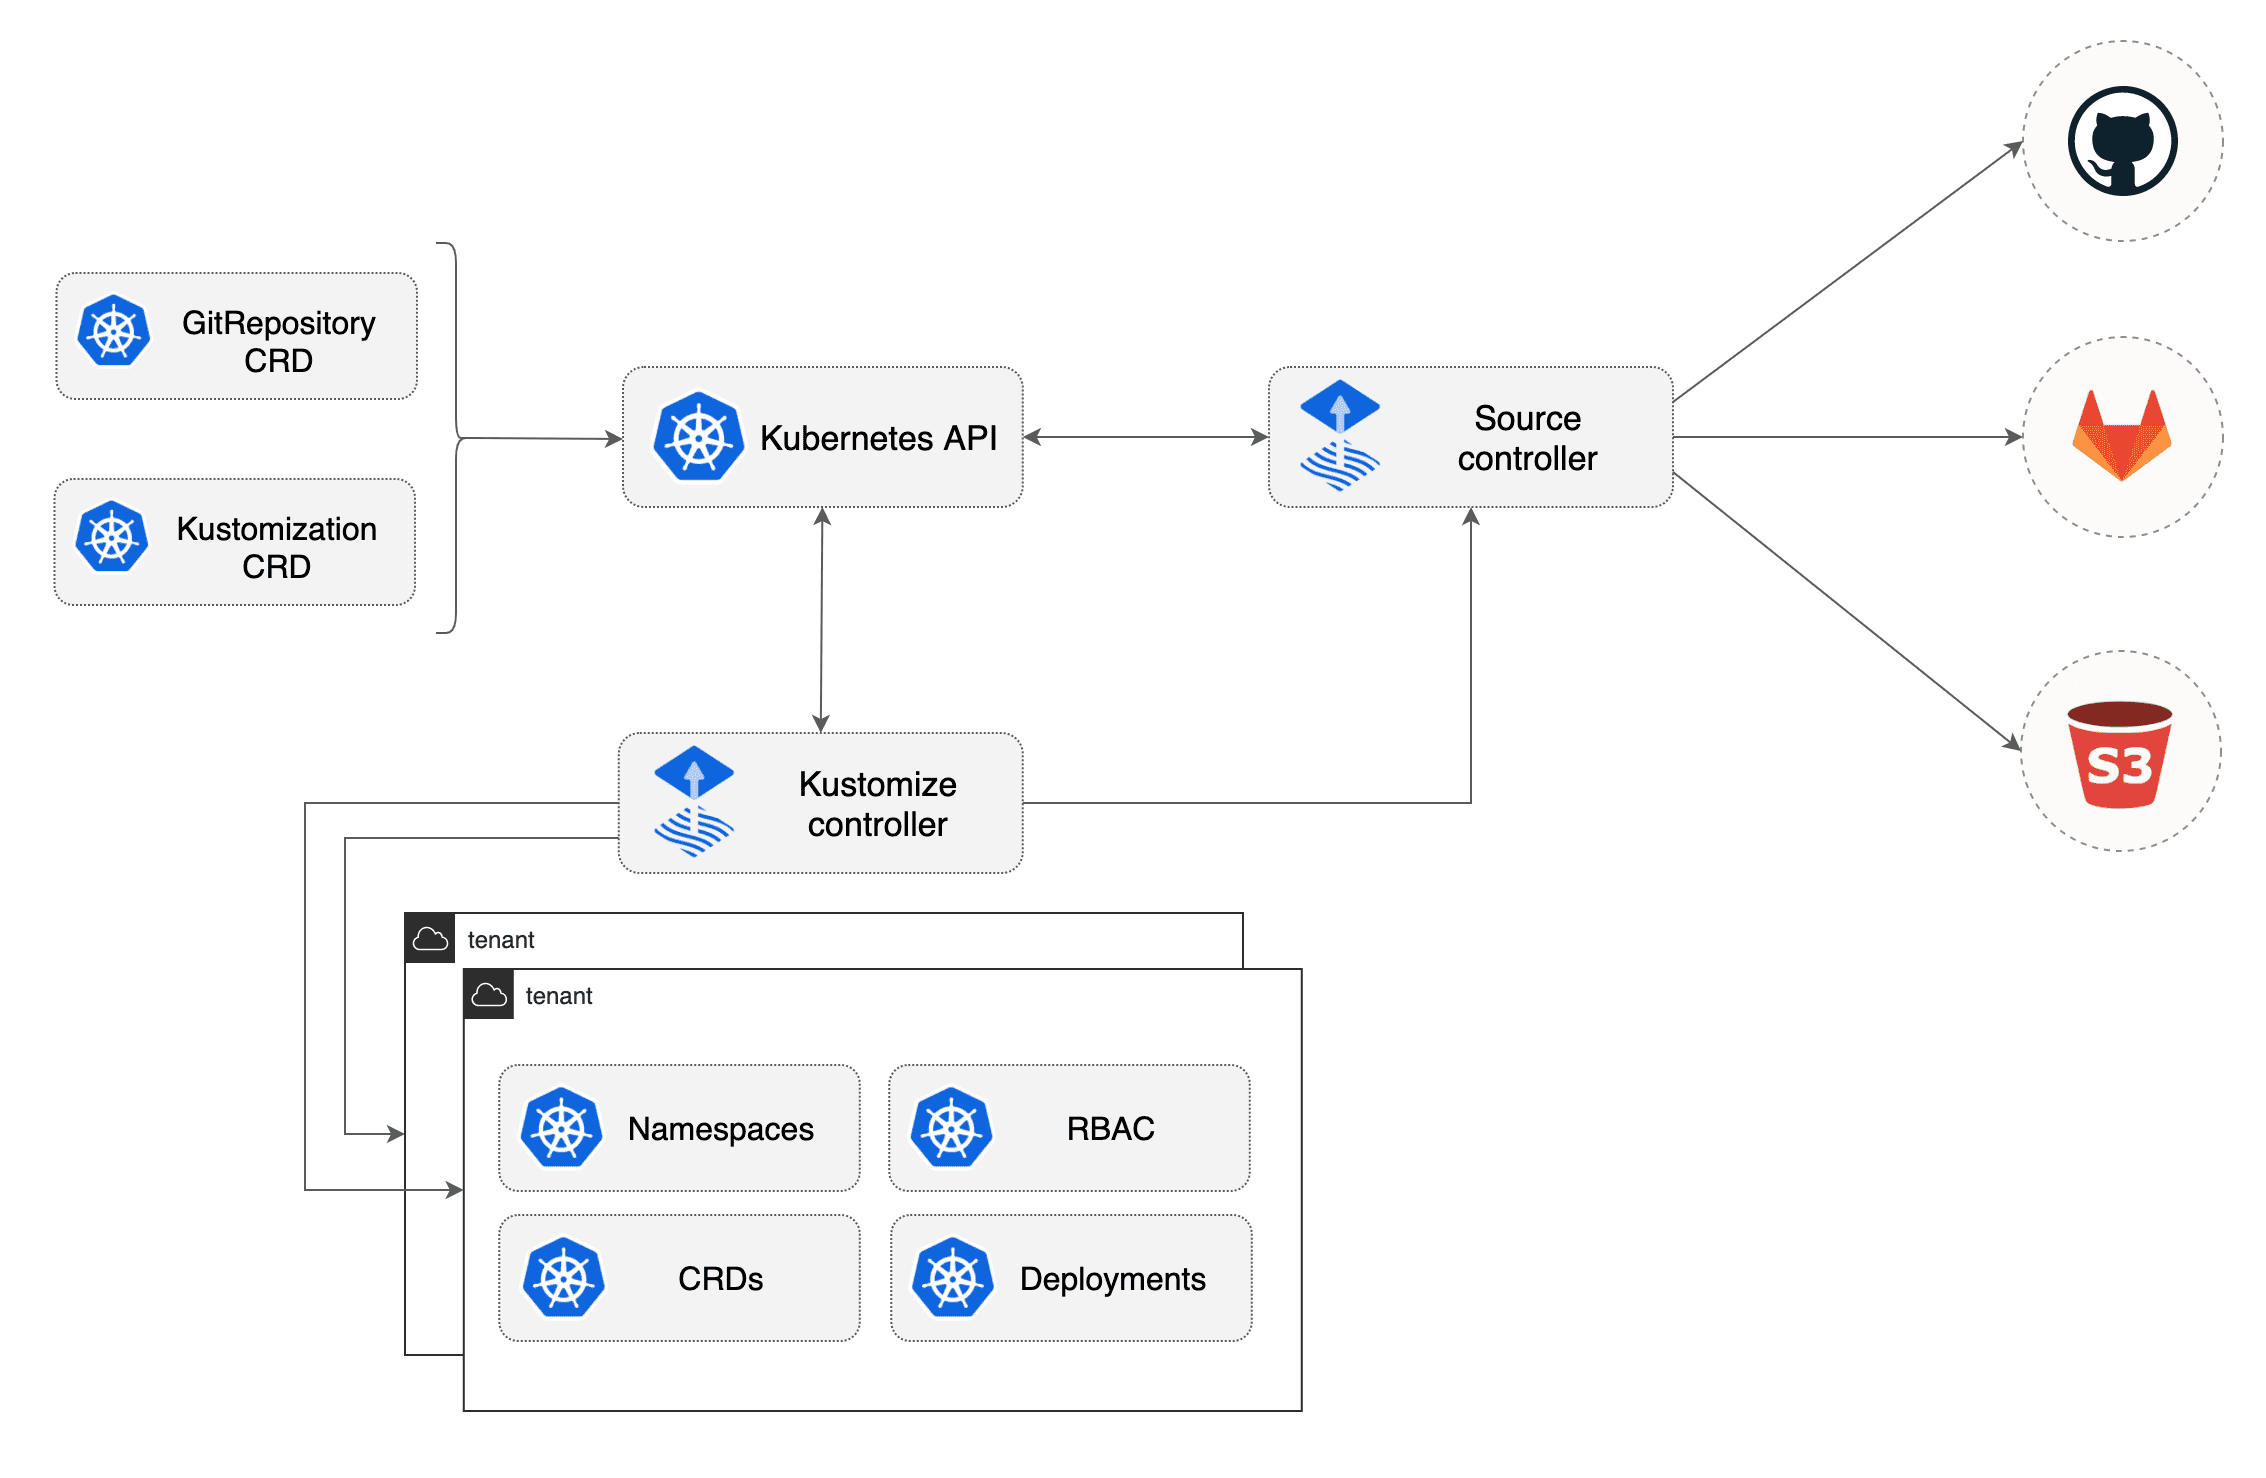 GitRepository
CRD
Kustomization
CRD
Kubernetes API
Source
controller
S3
Kustomize
controller
tenant
tenant
Namespaces
RBAC
CRDs
Deployments